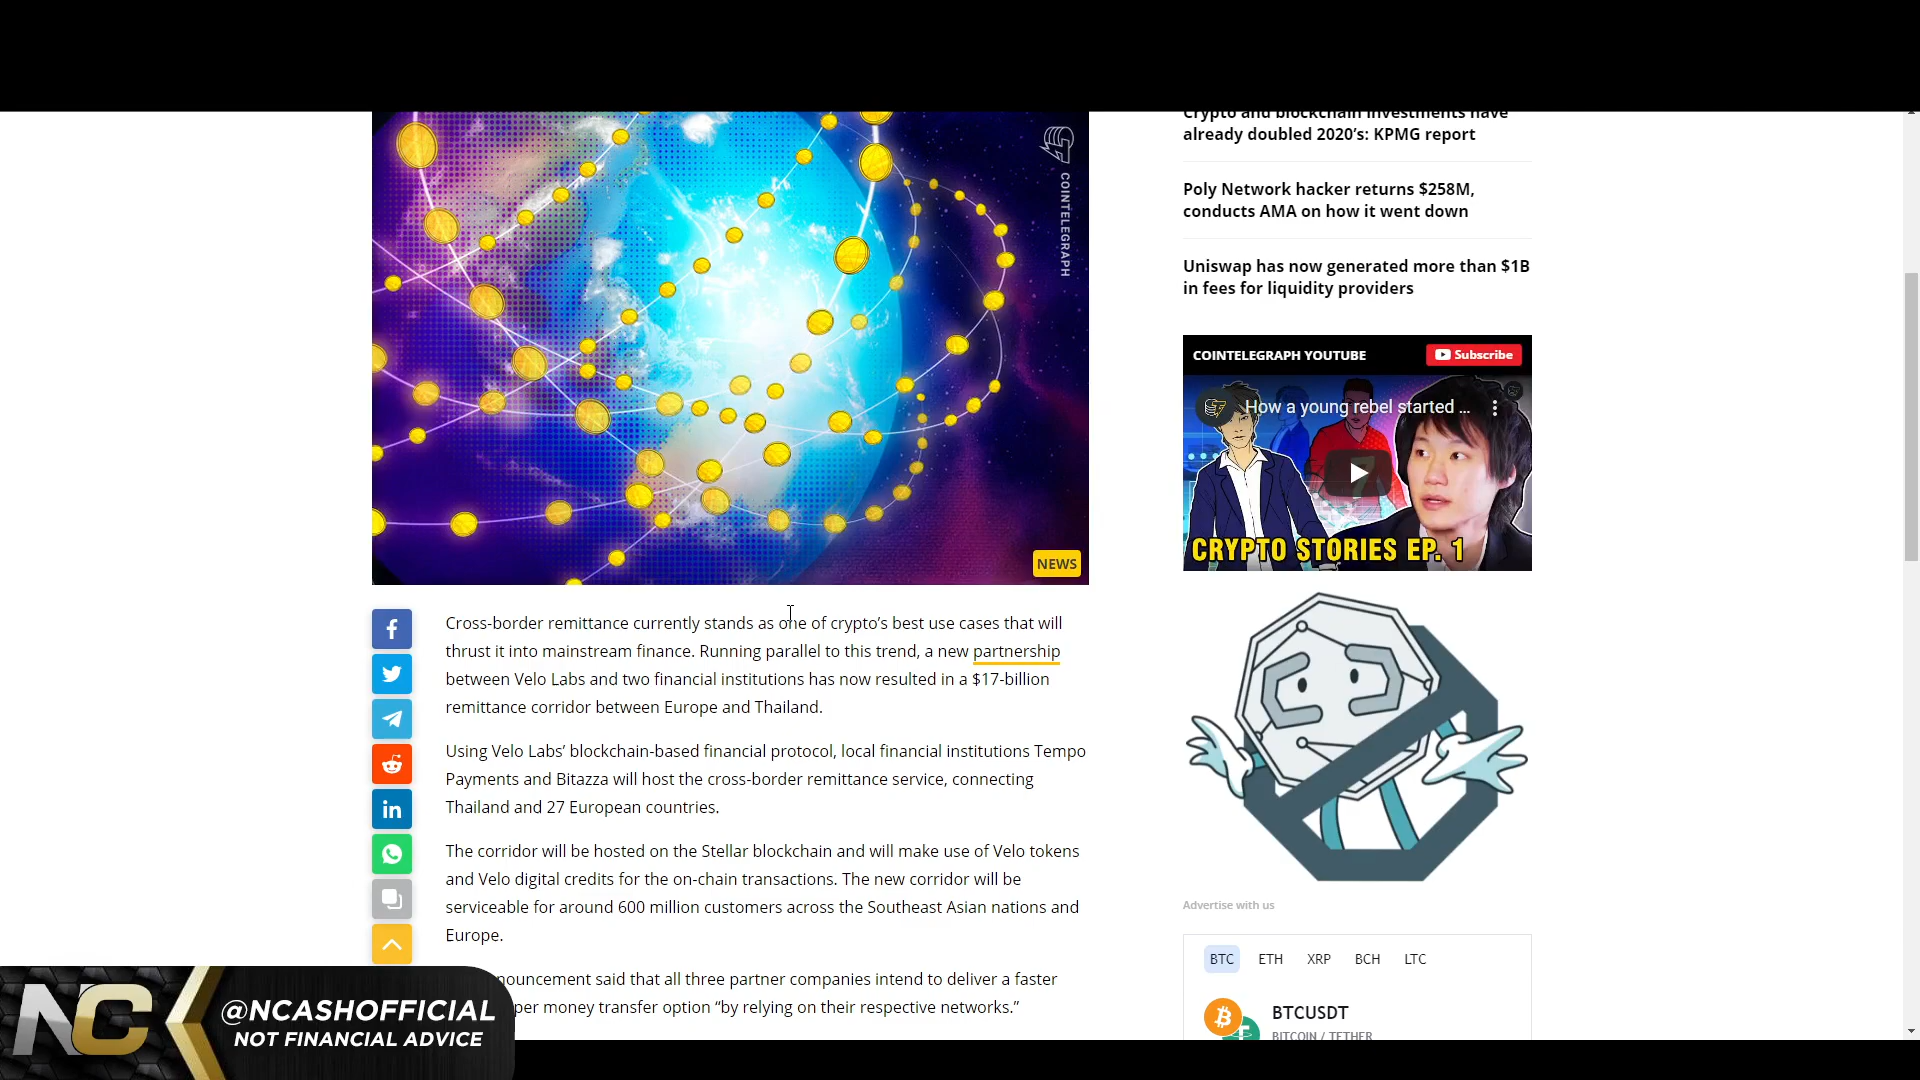 Crypto and blockchain investments have
already doubled 2020’s: KPMG report
Poly Network hacker returns $258M,
conducts AMA on how it went down
Uniswap has now generated more than $1B
in fees for liquidity providers
COINTELEGRAPH
NEWS
COINTELEGRAPH YOUTUBE
Subscribe
How a young rebel started ...
CRYPTO STORIES EP. 1
Cross-border remittance currently stands as one of crypto’s best use cases that will
thrust it into mainstream finance. Running parallel to this trend, a new partnership
between Velo Labs and two financial institutions has now resulted in a $17-billion
remittance corridor between Europe and Thailand.
Using Velo Labs’ blockchain-based financial protocol, local financial institutions Tempo
Payments and Bitazza will host the cross-border remittance service, connecting
Thailand and 27 European countries.
The corridor will be hosted on the Stellar blockchain and will make use of Velo tokens
and Velo digital credits for the on-chain transactions. The new corridor will be
serviceable for around 600 million customers across the Southeast Asian nations and
Europe.
nouncement said that all three partner companies intend to deliver a faster
per money transfer option “by relying on their respective networks.”
Advertise with us
BTC ETH XRP BCH LTC
BTCUSDT
BITCOIN / TETHER
NC
@NCASHOFFICIAL
NOT FINANCIAL ADVICE